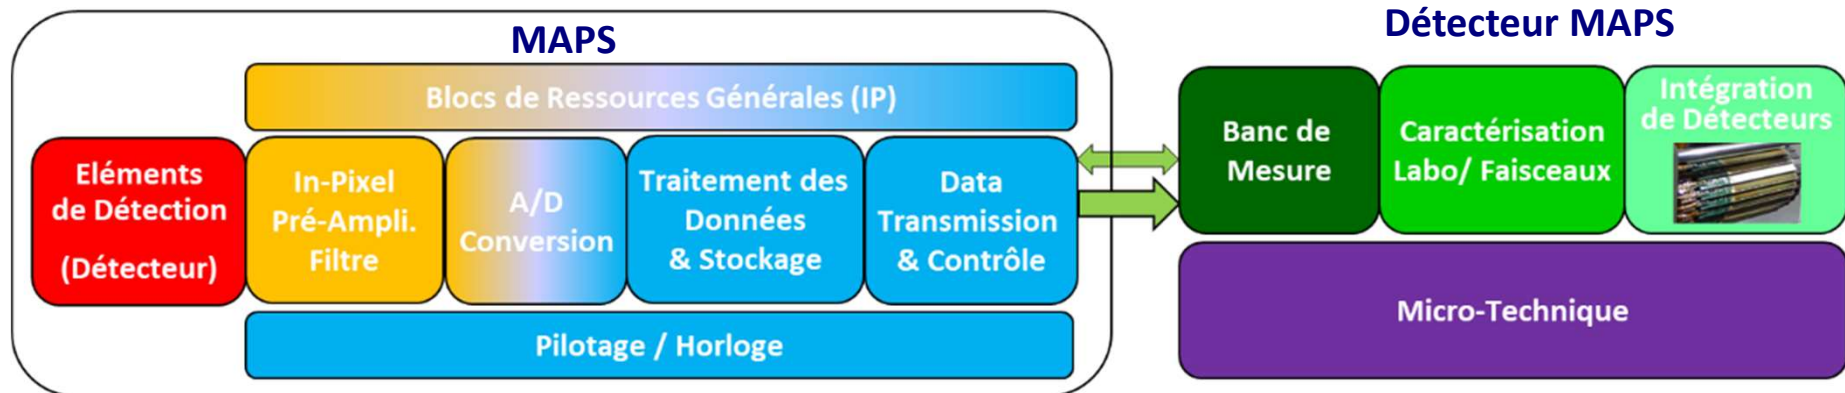 MAPS
Détecteur MAPS
Blocs de Ressources Générales (IP)
Eléments
de Détection
(Détecteur)
In-Pixel
Pré-Ampli.
Filtre
A/D
Conversion
Traitement des
Données
& Stockage
Data
Transmission
& Contrôle
Pilotage / Horloge
Banc de
Mesure
Caractérisation
Labo/ Faisceaux
Intégration
de Détecteurs
Micro-Technique